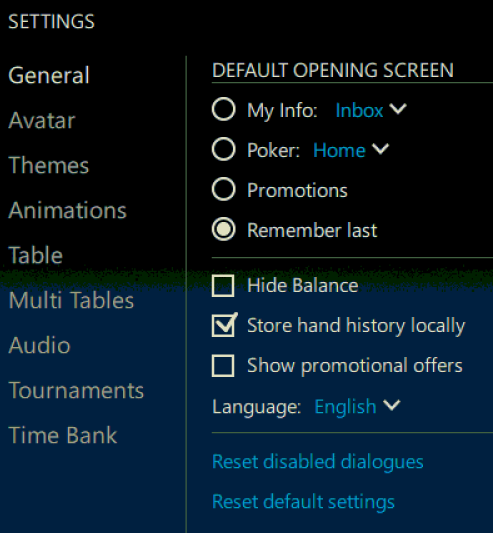 SETTINGS
General
Avatar
Themes
Animations
Table
Multi Tables
Audio
Tournaments
Time Bank
DEFAULT OPENING SCREEN
My Info: Inbox
Poker: Home
Promotions
Remember last
Hide Balance
Store hand history locally
Show promotional offers
Language: English
Reset disabled dialogues
Reset default settings